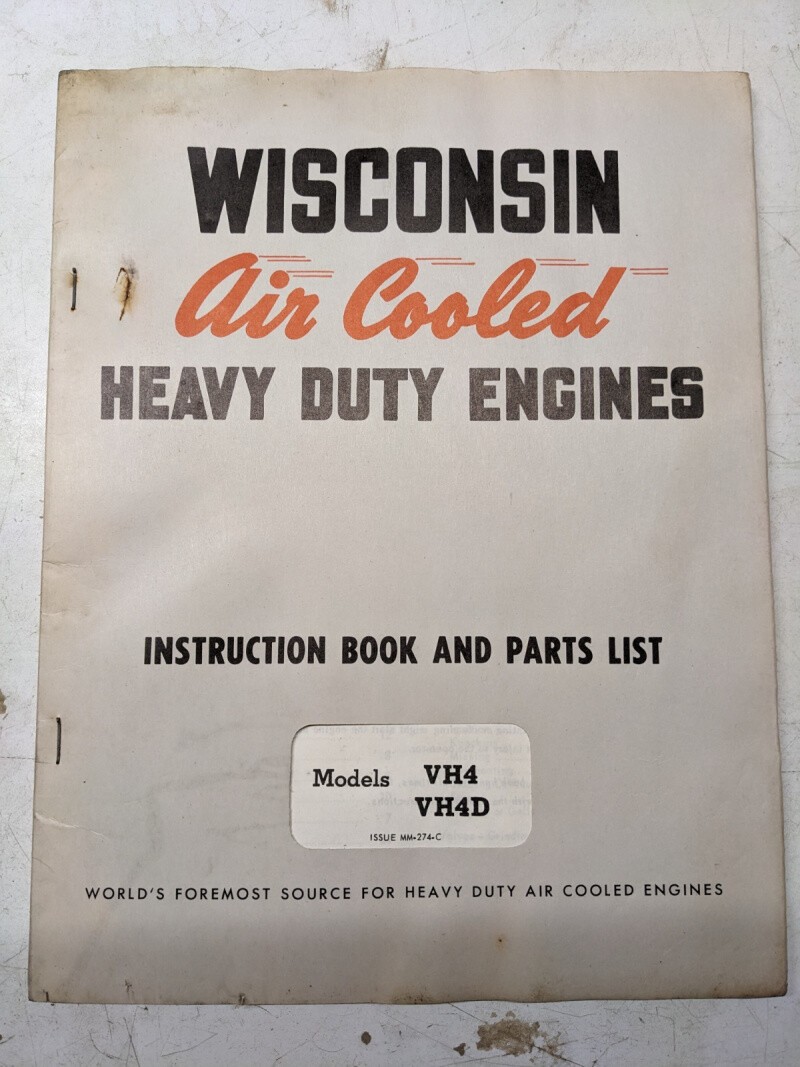 WISCONSIN
Air Cooled
HEAVY DUTY ENGINES
INSTRUCTION BOOK AND PARTS LIST
Models VH4
VH4D
ISSUE MM-274-C
WORLD'S FOREMOST SOURCE FOR HEAVY DUTY AIR COOLED ENGINES